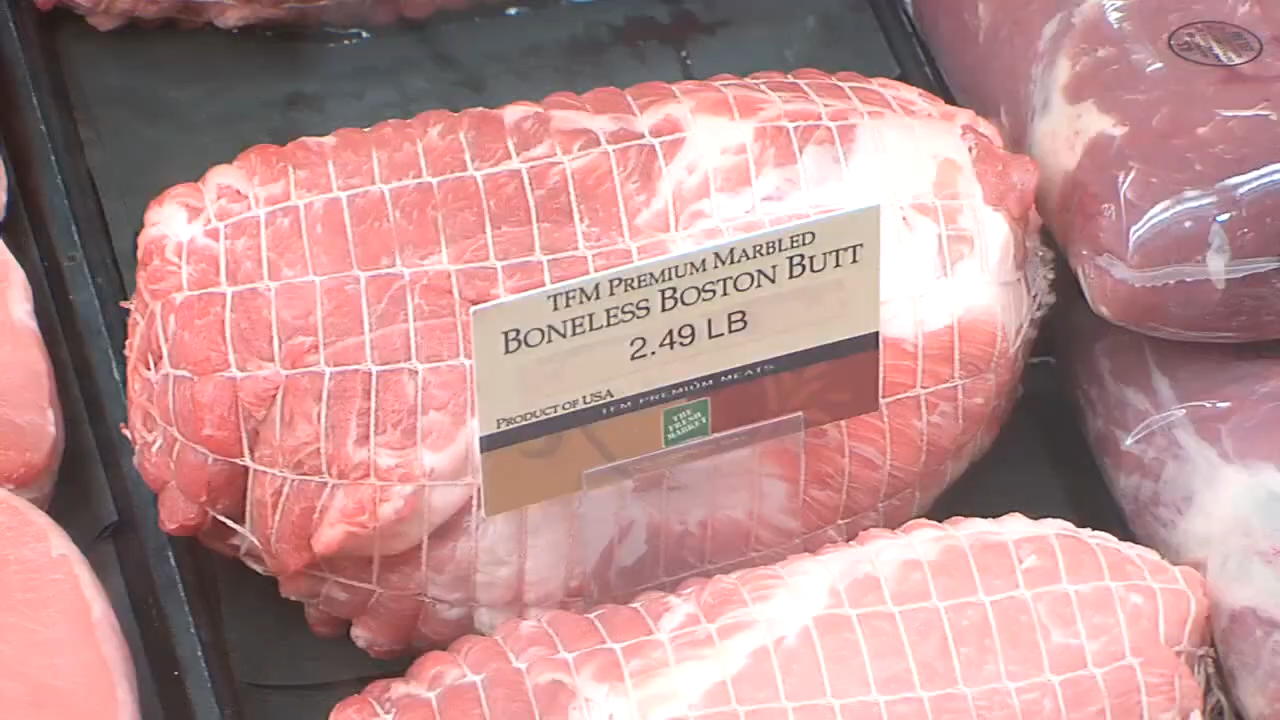 TFM PREMIUM MARBLED
BONELESS BOSTON BUTT
2.49 LB
PRODUCT OF USA
TFM PREMIUM MEATS
THE
FRESH
MARKET